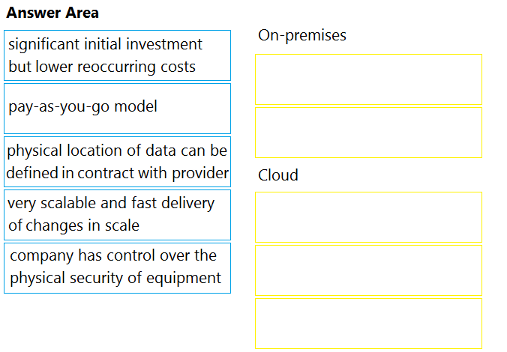 Answer Area
significant initial investment
but lower reoccurring costs
pay-as-you-go model
physical location of data can be
defined in contract with provider
very scalable and fast delivery
of changes in scale
company has control over the
physical security of equipment
On-premises
Cloud